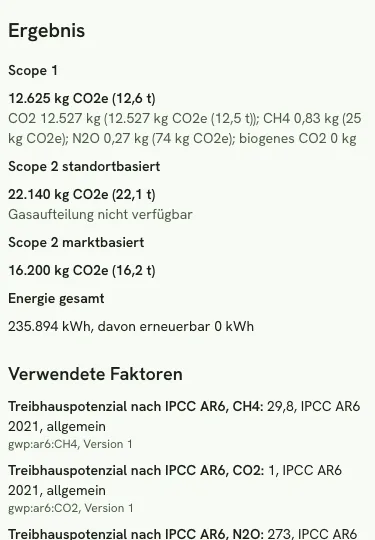 Ergebnis
Scope 1
12.625 kg CO2e (12,6 t)
CO2 12.527 kg (12.527 kg CO2e (12,5 t)); CH4 0,83 kg (25
kg CO2e); N2O 0,27 kg (74 kg CO2e); biogenes CO2 0 kg
Scope 2 standortbasiert
22.140 kg CO2e (22,1 t)
Gasaufteilung nicht verfügbar
Scope 2 marktbasiert
16.200 kg CO2e (16,2 t)
Energie gesamt
235.894 kWh, davon erneuerbar 0 kWh
Verwendete Faktoren
Treibhauspotenzial nach IPCC AR6, CH4: 29,8, IPCC AR6
2021, allgemein
gwp:ar6:CH4, Version 1
Treibhauspotenzial nach IPCC AR6, CO2: 1, IPCC AR6
2021, allgemein
gwp:ar6:CO2, Version 1
Treibhauspotenzial nach IPCC AR6, N2O: 273, IPCC AR6